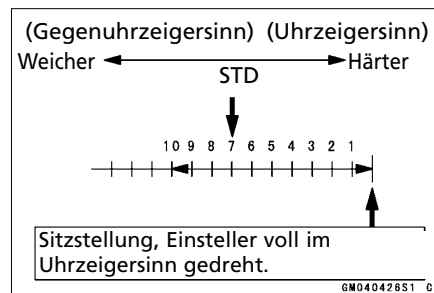 (Gegenuhrzeigersinn) (Uhrzeigersinn)
Weicher Härter
STD
10 9 8 7 6 5 4 3 2 1
Sitzstellung, Einsteller voll im
Uhrzeigersinn gedreht.
GM040426S1 C